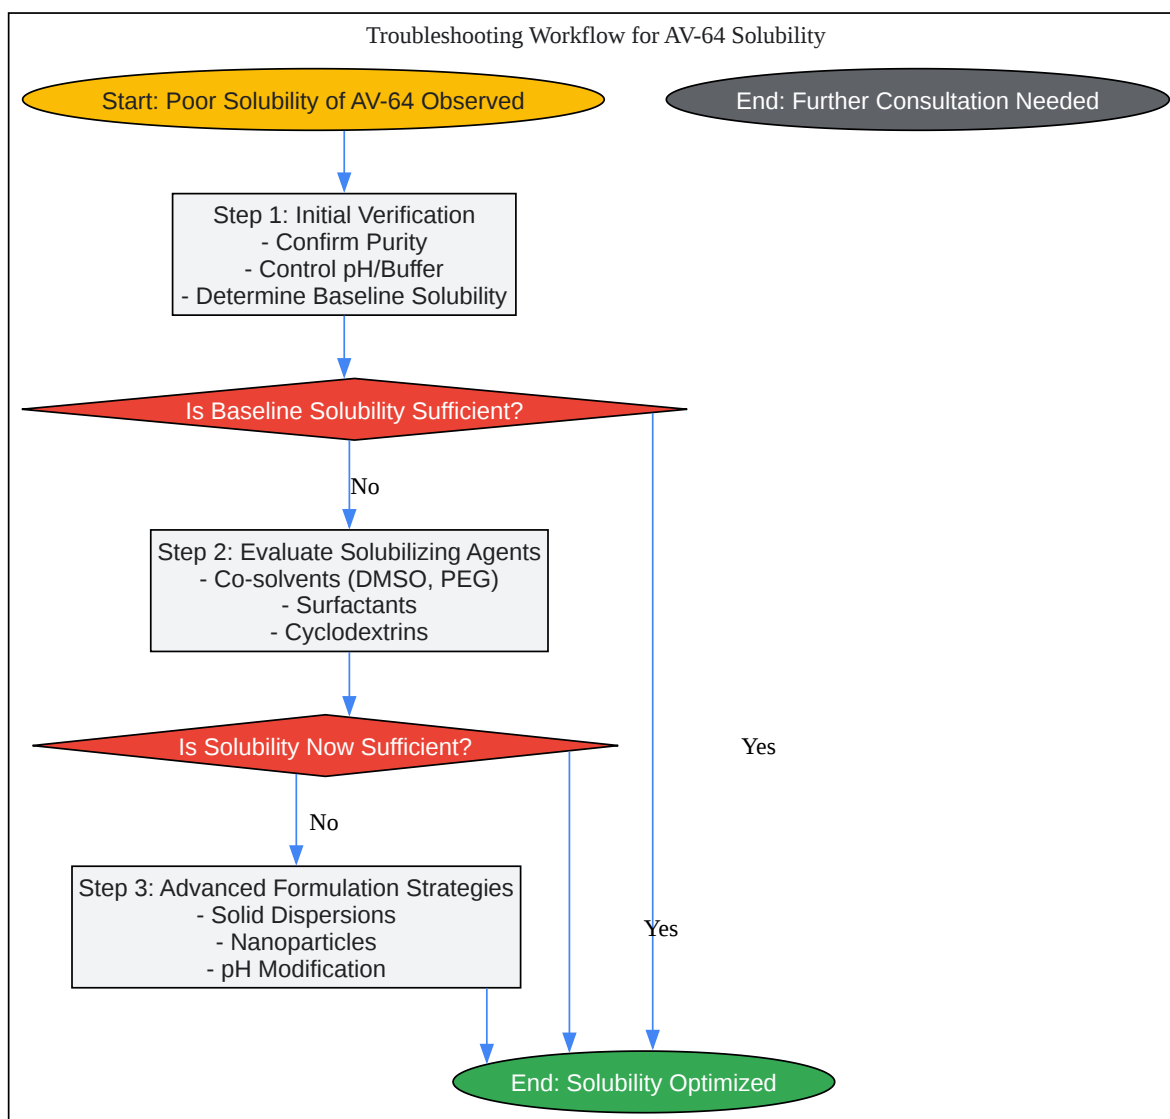 Troubleshooting Workflow for AV-64 Solubility
Start: Poor Solubility of AV-64 Observed
End: Further Consultation Needed
Step 1: Initial Verification
- Confirm Purity
- Control pH/Buffer
- Determine Baseline Solubility
Is Baseline Solubility Sufficient?
No
Step 2: Evaluate Solubilizing Agents
- Co-solvents (DMSO, PEG)
- Surfactants
- Cyclodextrins
Is Solubility Now Sufficient?
Yes
No
Step 3: Advanced Formulation Strategies
- Solid Dispersions
- Nanoparticles
- pH Modification
Yes
End: Solubility Optimized